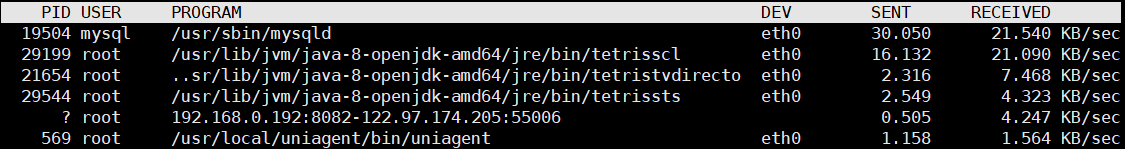 PID USER PROGRAM DEV SENT RECEIVED
19504 mysql /usr/sbin/mysqld eth0 30.050 21.540 KB/sec
29199 root /usr/lib/jvm/java-8-openjdk-amd64/jre/bin/tetrisscl eth0 16.132 21.090 KB/sec
21654 root ..sr/lib/jvm/java-8-openjdk-amd64/jre/bin/tetristvdirecto eth0 2.316 7.468 KB/sec
29544 root /usr/lib/jvm/java-8-openjdk-amd64/jre/bin/tetrissts eth0 2.549 4.323 KB/sec
? root 192.168.0.192:8082-122.97.174.205:55006 0.505 4.247 KB/sec
569 root /usr/local/uniagent/bin/uniagent eth0 1.158 1.564 KB/sec